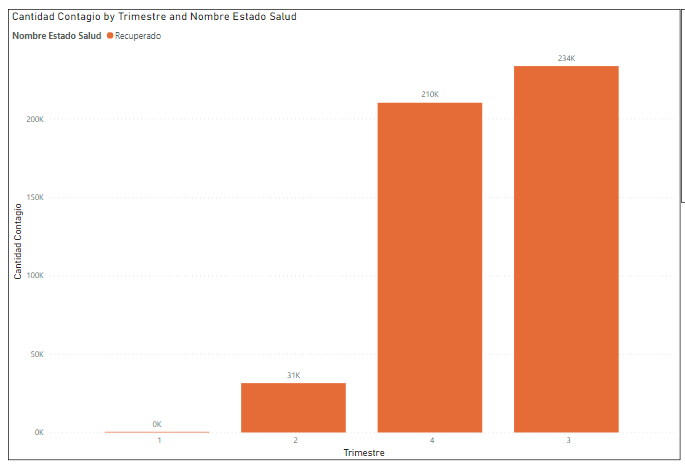 Cantidad Contagio by Trimestre and Nombre Estado Salud
Nombre Estado Salud Recuperado
234K
210K
200K
150K
Cantidad Contagio
100K
50K
31K
0K
0K
1 2 4 3
Trimestre